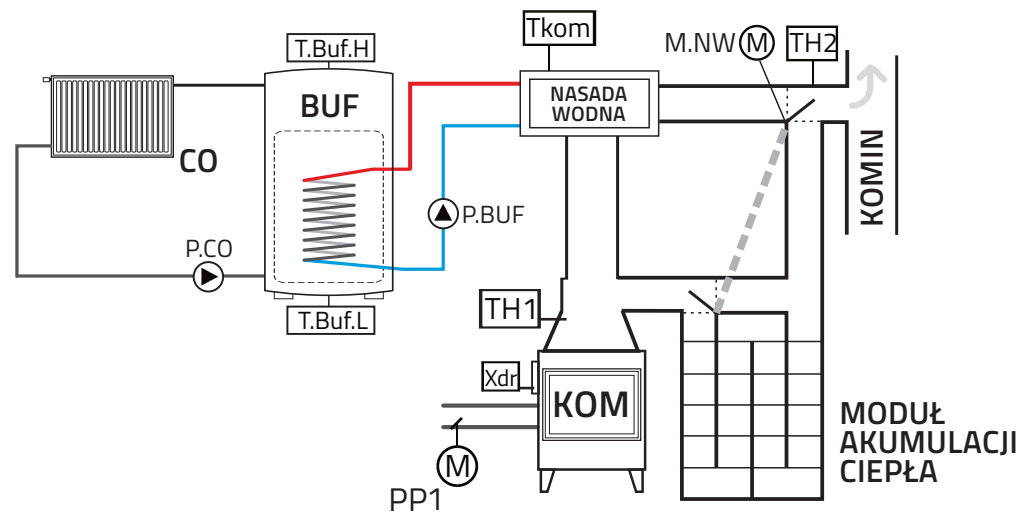 T.Buf.H
BUF
CO
P.CO
T.Buf.L
P.BUF
Tkom
NASADA
WODNA
M.NW
M
TH2
KOMIN
TH1
Xdr
KOM
M
PP1
MODUŁ
AKUMULACJI
CIEPŁA